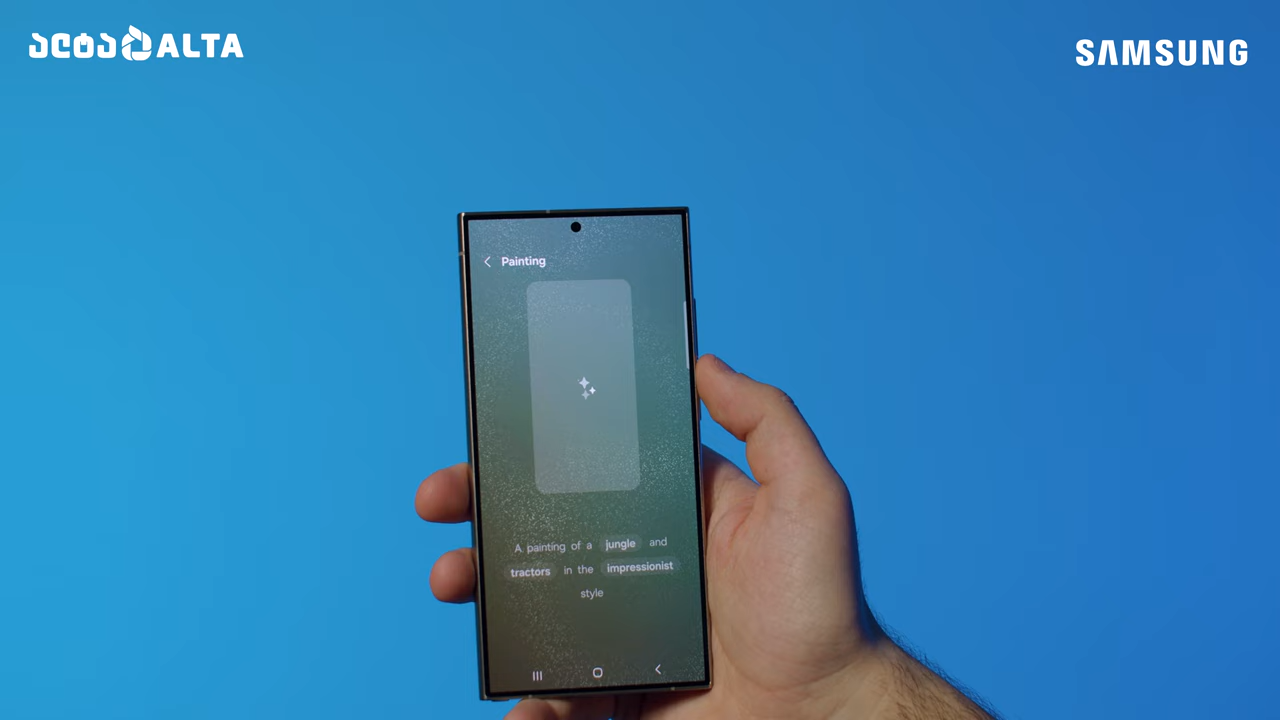 ალტა ALTA
SAMSUNG
Painting
A painting of a jungle and
tractors in the impressionist
style